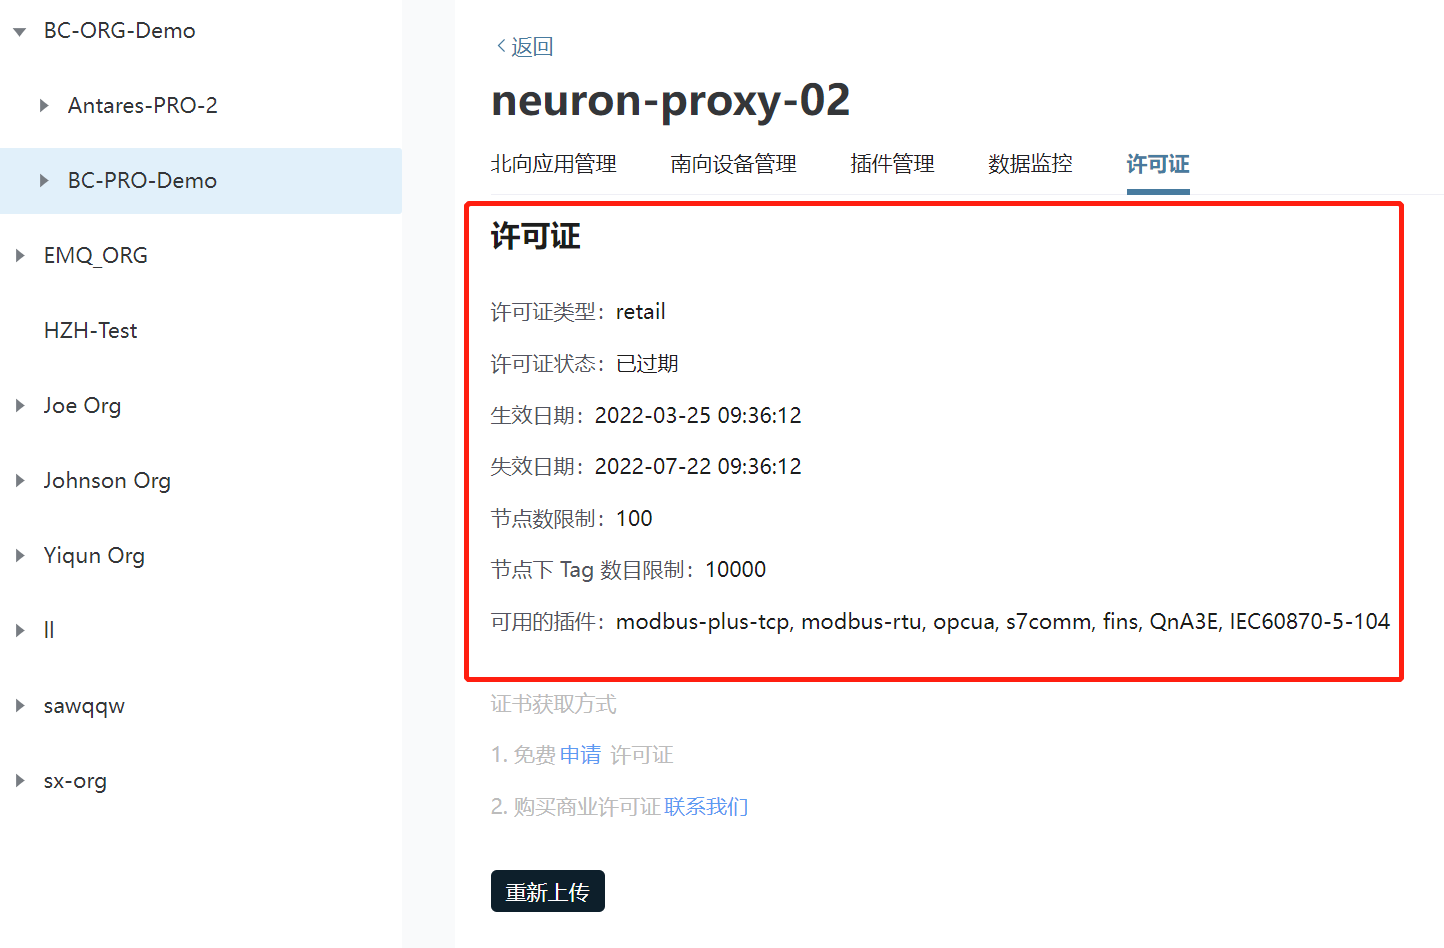 BC-ORG-Demo
Antares-PRO-2
BC-PRO-Demo
EMQ_ORG
HZH-Test
Joe Org
Johnson Org
Yiqun Org
ll
sawqqw
sx-org
返回
neuron-proxy-02
北向应用管理 南向设备管理 插件管理 数据监控 许可证
许可证
许可证类型：retail
许可证状态：已过期
生效日期：2022-03-25 09:36:12
失效日期：2022-07-22 09:36:12
节点数限制：100
节点下 Tag 数目限制：10000
可用的插件：modbus-plus-tcp, modbus-rtu, opcua, s7comm, fins, QnA3E, IEC60870-5-104
证书获取方式
1. 免费 申请 许可证
2. 购买商业许可证 联系我们
重新上传